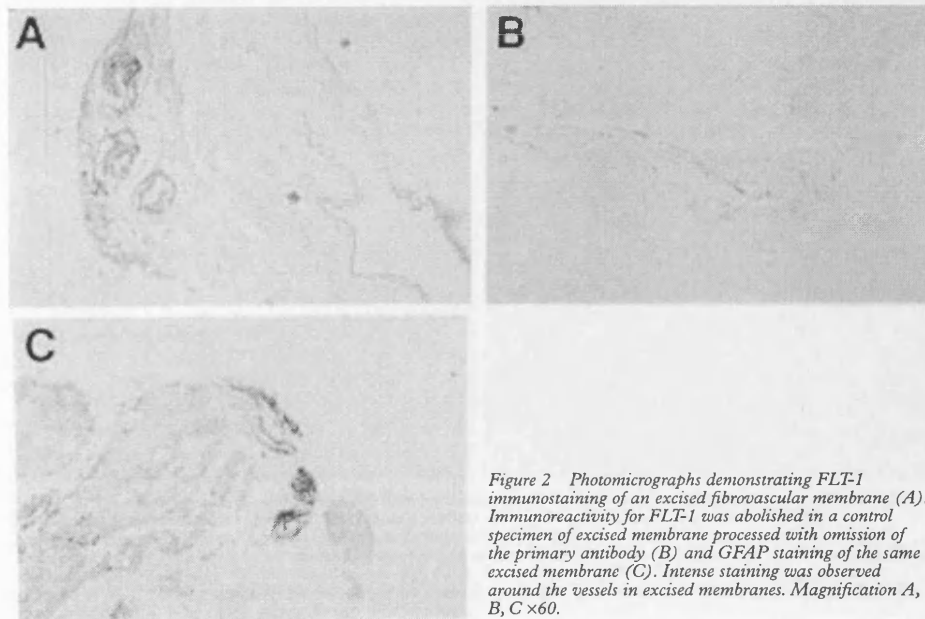 A
B
C
Figure 2 Photomicrographs demonstrating FLT-1
immunostaining of an excised fibrovascular membrane (A).
Immunoreactivity for FLT-1 was abolished in a control
specimen of excised membrane processed with omission of
the primary antibody (B) and GFAP staining of the same
excised membrane (C). Intense staining was observed
around the vessels in excised membranes. Magnification A,
B, C ×60.